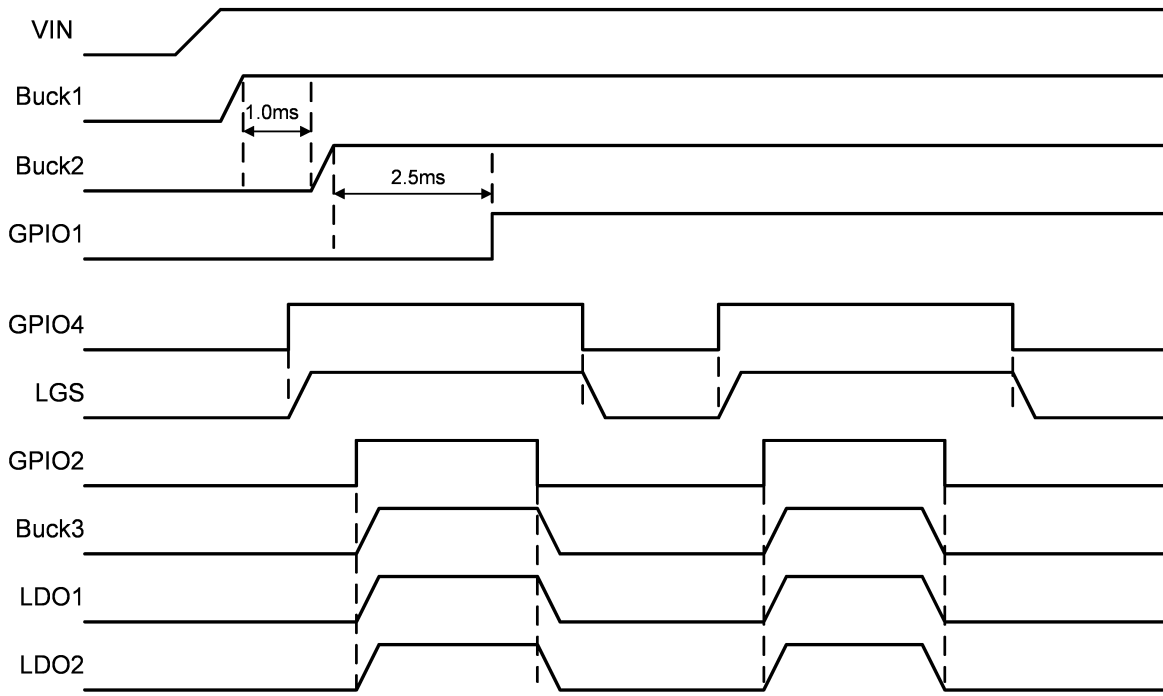 VIN
Buck1
1.0ms
Buck2
2.5ms
GPIO1
GPIO4
LGS
GPIO2
Buck3
LDO1
LDO2